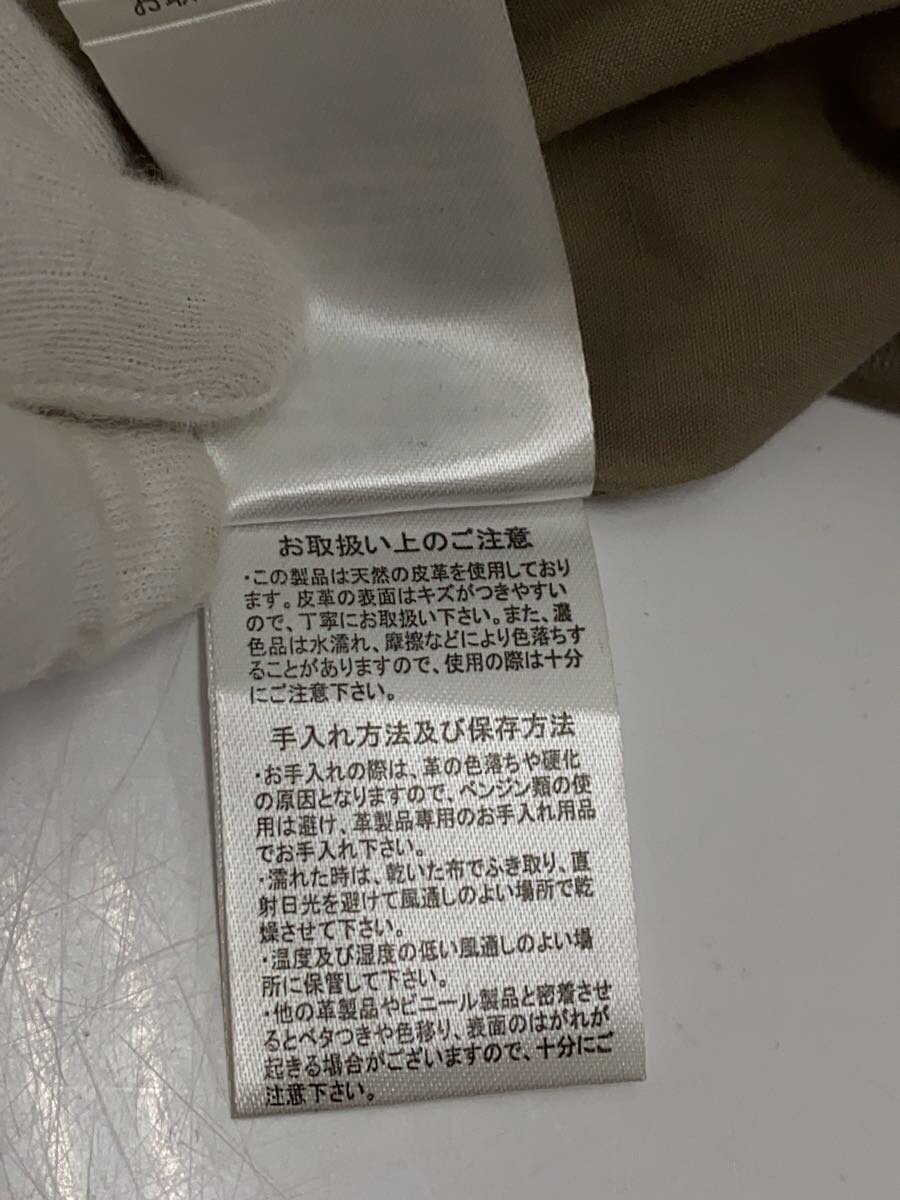 お取扱い上のご注意
・この製品は天然の皮革を使用しており
ます。皮革の表面はキズがつきやすい
ので、丁寧にお取扱い下さい。また、濃
色品は水濡れ、摩擦などにより色落ちす
ることがありますので、使用の際は十分
にご注意下さい。
手入れ方法及び保存方法
・お手入れの際は、革の色落ちや硬化
の原因となりますので、ベンジン類の使
用は避け、革製品専用のお手入れ用品
でお手入れ下さい。
・濡れた時は、乾いた布でふき取り、直
射日光を避けて風通しのよい場所で乾
燥させて下さい。
・温度及び湿度の低い風通しのよい場
所に保管して下さい。
・他の革製品やビニール製品と密着させ
るとベタつきや色移り、表面のはがれが
起きる場合がございますので、十分にご
注意下さい。